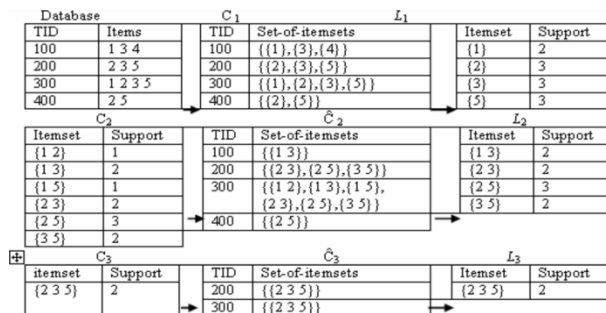 Database C1 L1
TID Items TID Set-of-itemsets Itemset Support
100 1 3 4 100 {{1},{3},{4}} {1} 2
200 2 3 5 200 {{2},{3},{5}} {2} 3
300 1 2 3 5 300 {{1},{2},{3},{5}} {3} 3
400 2 5 400 {{2},{5}} {5} 3
C2 Ĉ2 L2
Itemset Support TID Set-of-itemsets Itemset Support
{1 2} 1 100 {{1 3}} {1 3} 2
{1 3} 2 200 {{2 3},{2 5},{3 5}} {2 3} 2
{1 5} 1 300 {{1 2},{1 3},{1 5}, {2 5} 3
{2 3} 2 {2 3},{2 5},{3 5}} {3 5} 2
{2 5} 3 400 {{2 5}}
{3 5} 2
C3 Ĉ3 L3
itemset Support TID Set-of-itemsets Itemset Support
{2 3 5} 2 200 {{2 3 5}} {2 3 5} 2
300 {{2 3 5}}